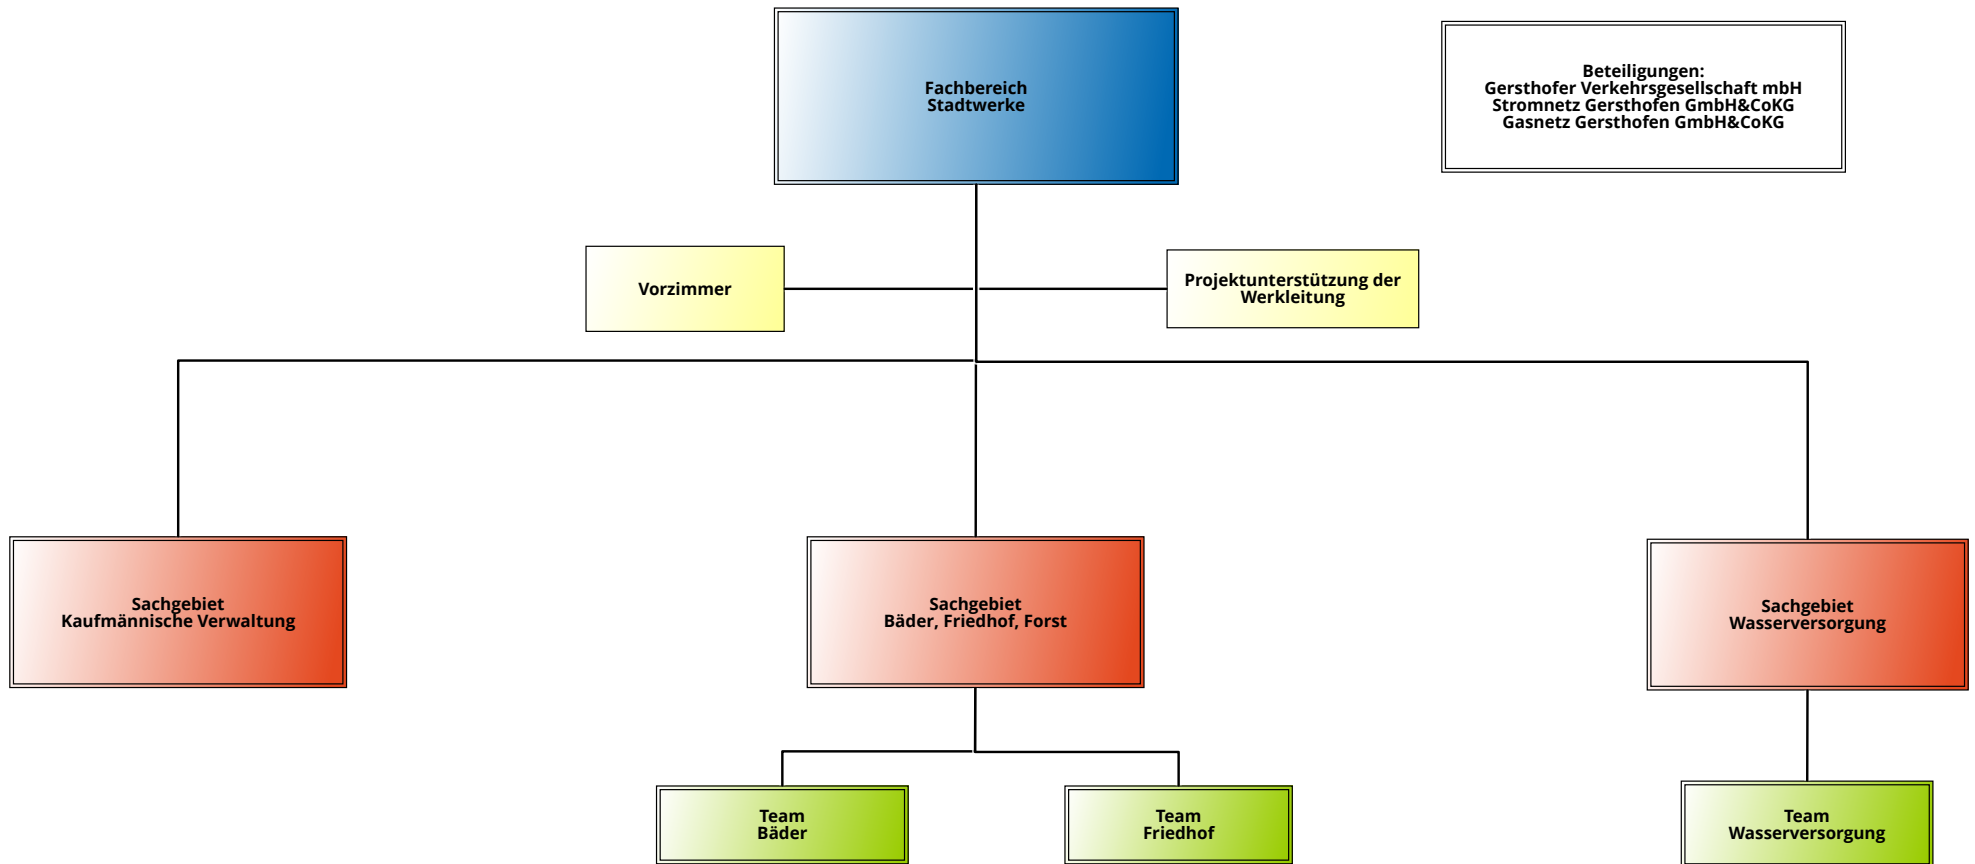 Fachbereich
Stadtwerke
Beteiligungen:
Gersthofer Verkehrsgesellschaft mbH
Stromnetz Gersthofen GmbH&CoKG
Gasnetz Gersthofen GmbH&CoKG
Vorzimmer
Projektunterstützung der
Werkleitung
Sachgebiet
Kaufmännische Verwaltung
Sachgebiet
Bäder, Friedhof, Forst
Sachgebiet
Wasserversorgung
Team
Bäder
Team
Friedhof
Team
Wasserversorgung